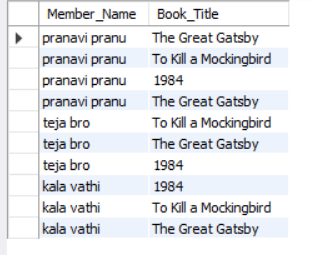 Member_Name Book_Title
pranavi pranu The Great Gatsby
pranavi pranu To Kill a Mockingbird
pranavi pranu 1984
pranavi pranu The Great Gatsby
teja bro To Kill a Mockingbird
teja bro The Great Gatsby
teja bro 1984
kala vathi 1984
kala vathi To Kill a Mockingbird
kala vathi The Great Gatsby